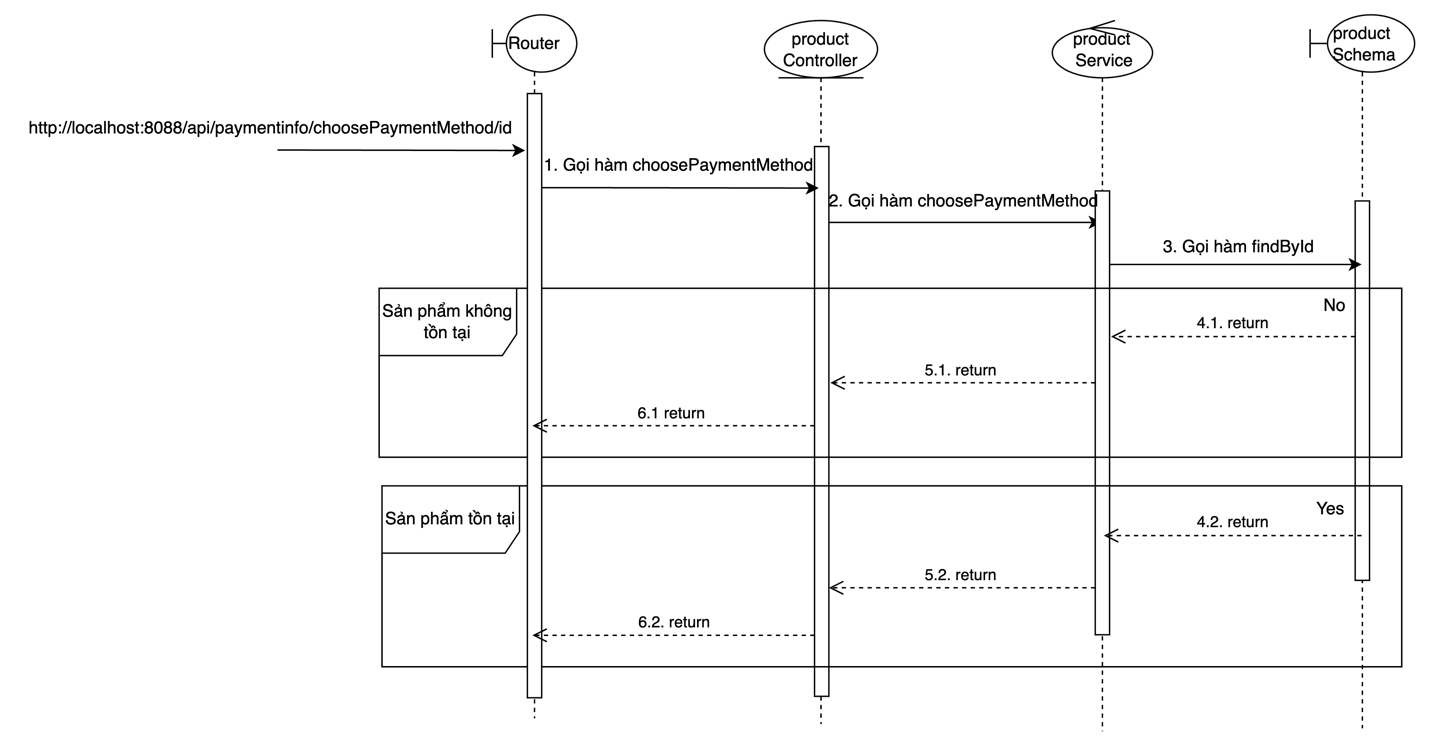 Router
product
Controller
product
Service
product
Schema
http://localhost:8088/api/paymentinfo/choosePaymentMethod/id
1. Gọi hàm choosePaymentMethod
2. Gọi hàm choosePaymentMethod
3. Gọi hàm findById
Sản phẩm không
tồn tại
No
4.1. return
5.1. return
6.1 return
Sản phẩm tồn tại
Yes
4.2. return
5.2. return
6.2. return